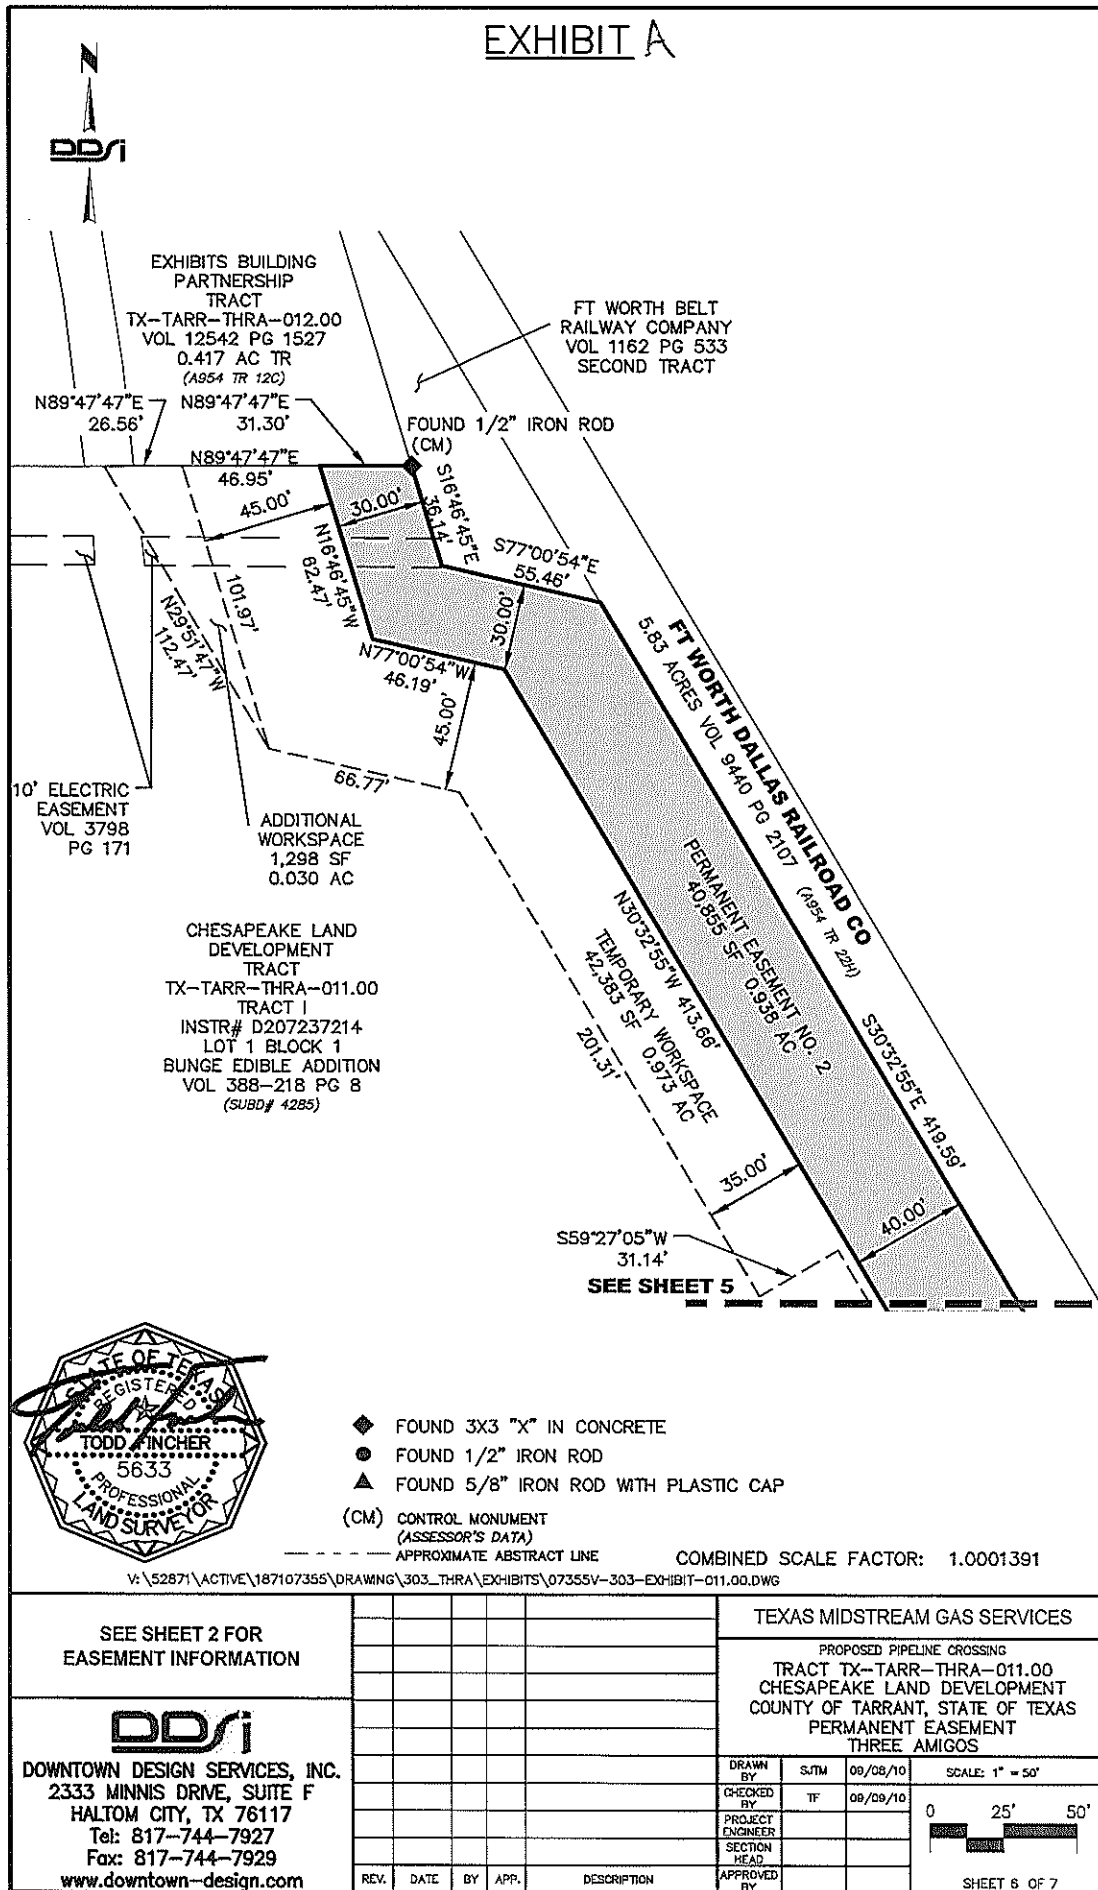 EXHIBIT A
N
DDSi
EXHIBITS BUILDING
PARTNERSHIP
TRACT
TX-TARR-THRA-012.00
VOL 12542 PG 1527
0.417 AC TR
(A954 TR 12C)
FT WORTH BELT
RAILWAY COMPANY
VOL 1162 PG 533
SECOND TRACT
N89°47'47"E
26.56'
N89°47'47"E
31.30'
FOUND 1/2" IRON ROD
(CM)
N89°47'47"E
46.95'
45.00'
30.00'
S16°46'45"E
36.14'
S77°00'54"E
55.46'
N16°46'45"W
62.47'
101.97'
N29°51'47"W
112.47'
30.00'
N77°00'54"W
46.19'
45.00'
66.77'
FT WORTH DALLAS RAILROAD CO
5.83 ACRES VOL 9440 PG 2107 (A954 TR 22H)
10' ELECTRIC
EASEMENT
VOL 3798
PG 171
ADDITIONAL
WORKSPACE
1,298 SF
0.030 AC
PERMANENT EASEMENT NO. 2
40,855 SF 0.938 AC
N30°32'55"W 413.66'
TEMPORARY WORKSPACE
42,383 SF 0.973 AC
201.31'
S30°32'55"E 419.59'
CHESAPEAKE LAND
DEVELOPMENT
TRACT
TX-TARR-THRA-011.00
TRACT I
INSTR# D207237214
LOT 1 BLOCK 1
BUNGE EDIBLE ADDITION
VOL 388-218 PG 8
(SUBD# 4285)
35.00'
40.00'
S59°27'05"W
31.14'
SEE SHEET 5
STATE OF TEXAS
REGISTERED
TODD FINCHER
5633
PROFESSIONAL
LAND SURVEYOR
FOUND 3X3 "X" IN CONCRETE
FOUND 1/2" IRON ROD
FOUND 5/8" IRON ROD WITH PLASTIC CAP
(CM) CONTROL MONUMENT
(ASSESSOR'S DATA)
APPROXIMATE ABSTRACT LINE
COMBINED SCALE FACTOR: 1.0001391
V:\52871\ACTIVE\187107355\DRAWING\303_THRA\EXHIBITS\07355V-303-EXHIBIT-011.00.DWG
SEE SHEET 2 FOR
EASEMENT INFORMATION
DDSi
DOWNTOWN DESIGN SERVICES, INC.
2333 MINNIS DRIVE, SUITE F
HALTOM CITY, TX 76117
Tel: 817-744-7927
Fax: 817-744-7929
www.downtown-design.com
REV. DATE BY APP. DESCRIPTION
TEXAS MIDSTREAM GAS SERVICES
PROPOSED PIPELINE CROSSING
TRACT TX-TARR-THRA-011.00
CHESAPEAKE LAND DEVELOPMENT
COUNTY OF TARRANT, STATE OF TEXAS
PERMANENT EASEMENT
THREE AMIGOS
DRAWN BY SJTM 09/08/10
CHECKED BY TF 09/09/10
PROJECT ENGINEER
SECTION HEAD
APPROVED BY
SCALE: 1" = 50'
0 25' 50'
SHEET 6 OF 7